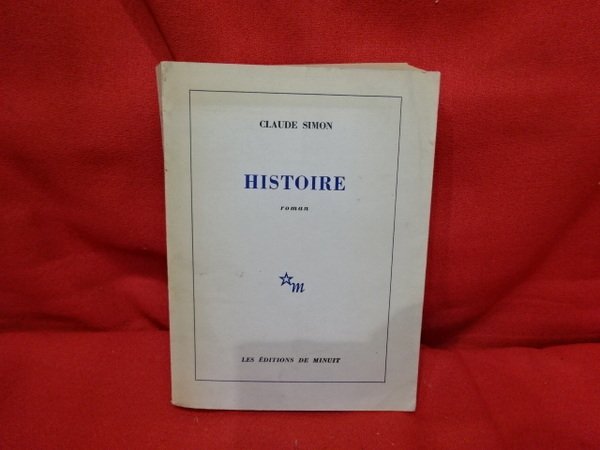 CLAUDE SIMON
HISTOIRE
roman
m
LES ÉDITIONS DE MINUIT